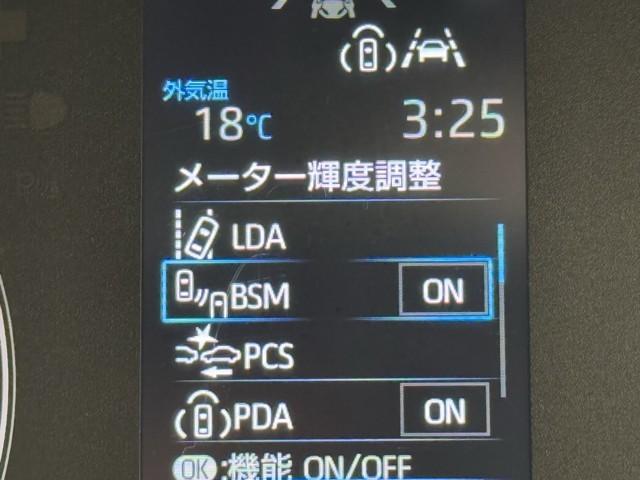 外気温
18℃ 3:25
メーター輝度調整
LDA
BSM ON
PCS
PDA ON
OK:機能 ON/OFF